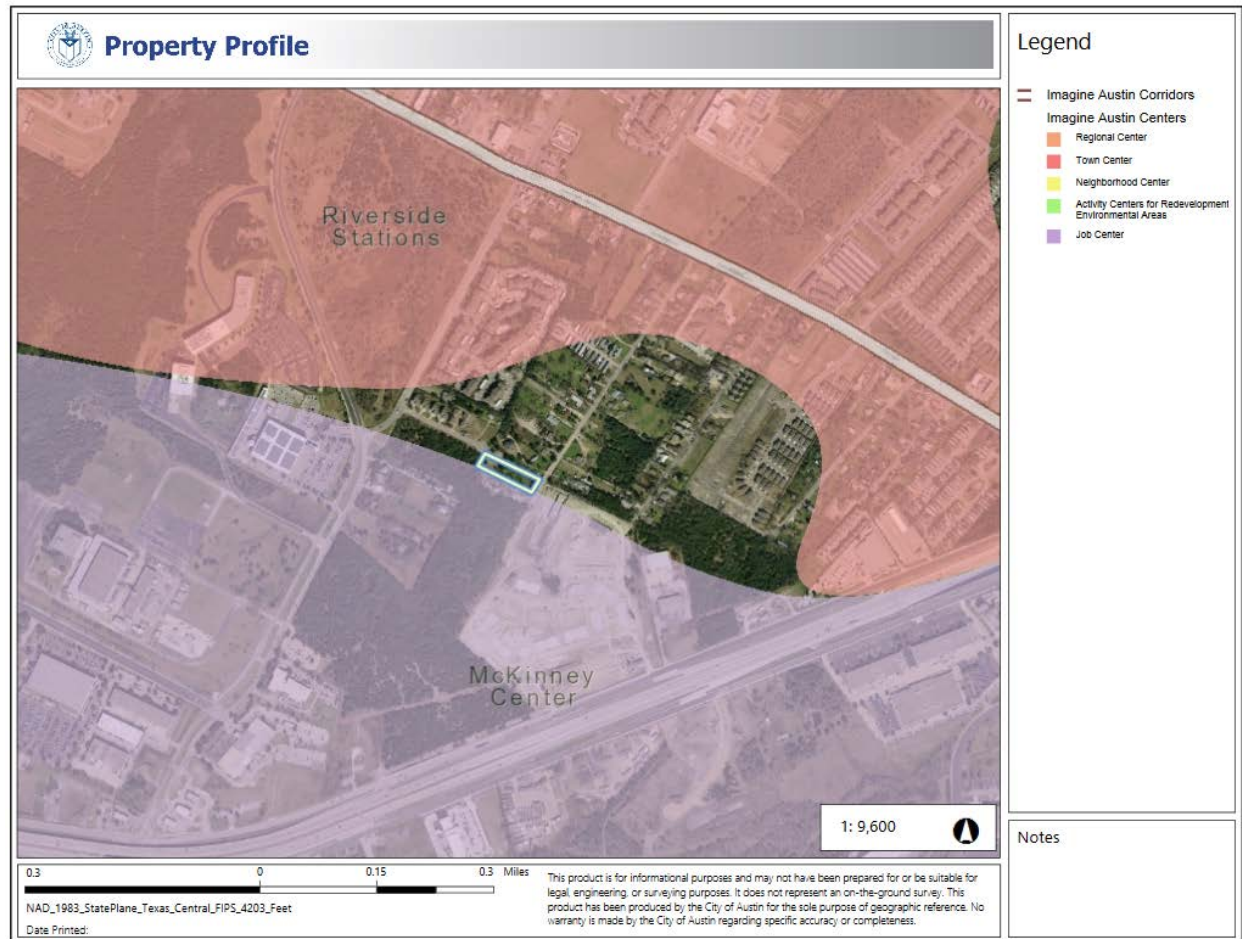 Property Profile
Riverside
Stations
McKinney
Center
1: 9,600
Legend
Imagine Austin Corridors
Imagine Austin Centers
Regional Center
Town Center
Neighborhood Center
Activity Centers for Redevelopment
Environmental Areas
Job Center
Notes
0.3 0 0.15 0.3 Miles
NAD_1983_StatePlane_Texas_Central_FIPS_4203_Feet
Date Printed:
This product is for informational purposes and may not have been prepared for or be suitable for
legal, engineering, or surveying purposes. It does not represent an on-the-ground survey. This
product has been produced by the City of Austin for the sole purpose of geographic reference. No
warranty is made by the City of Austin regarding specific accuracy or completeness.